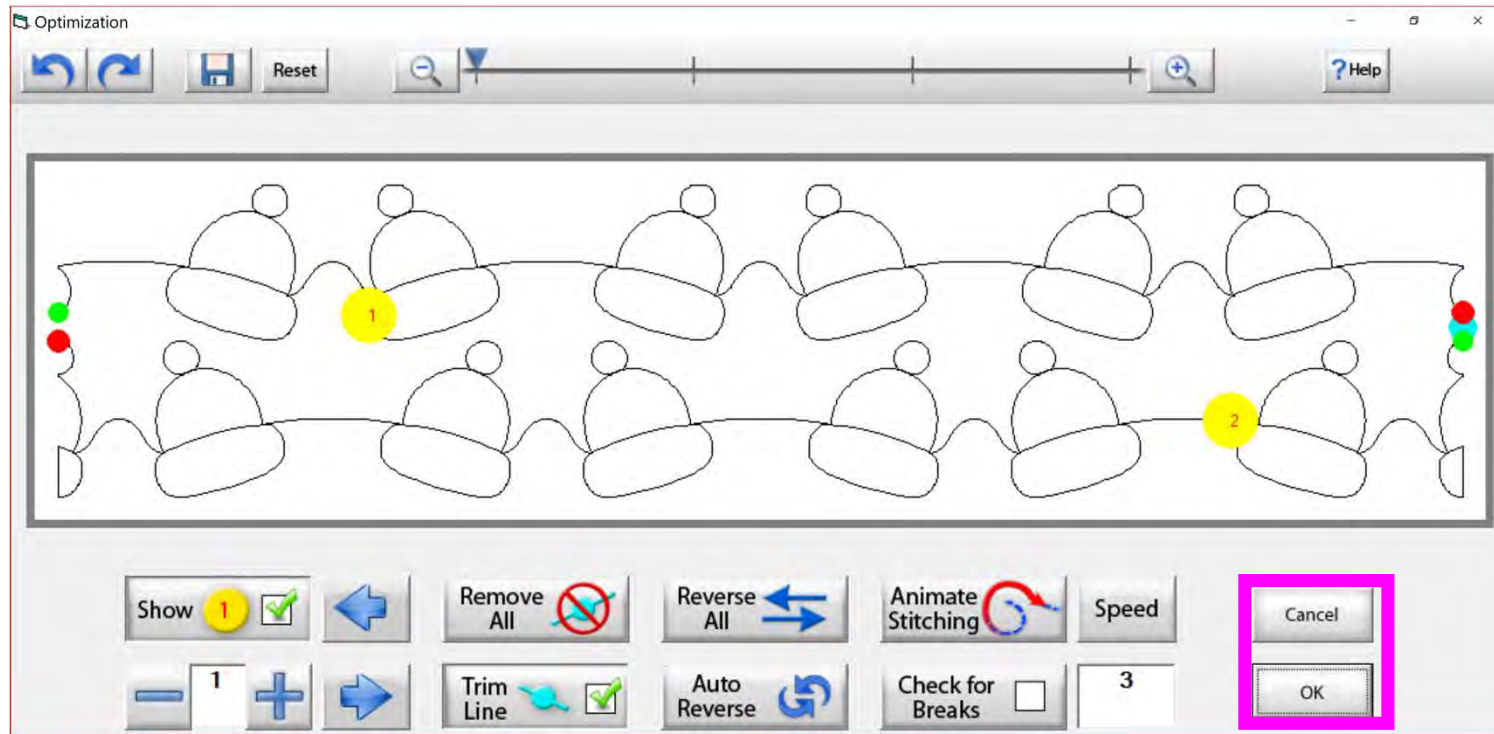 Optimization
Reset
? Help
1
2
Show 1
Remove
All
Reverse
All
Animate
Stitching
Speed
Cancel
1
Trim
Line
Auto
Reverse
Check for
Breaks
3
OK